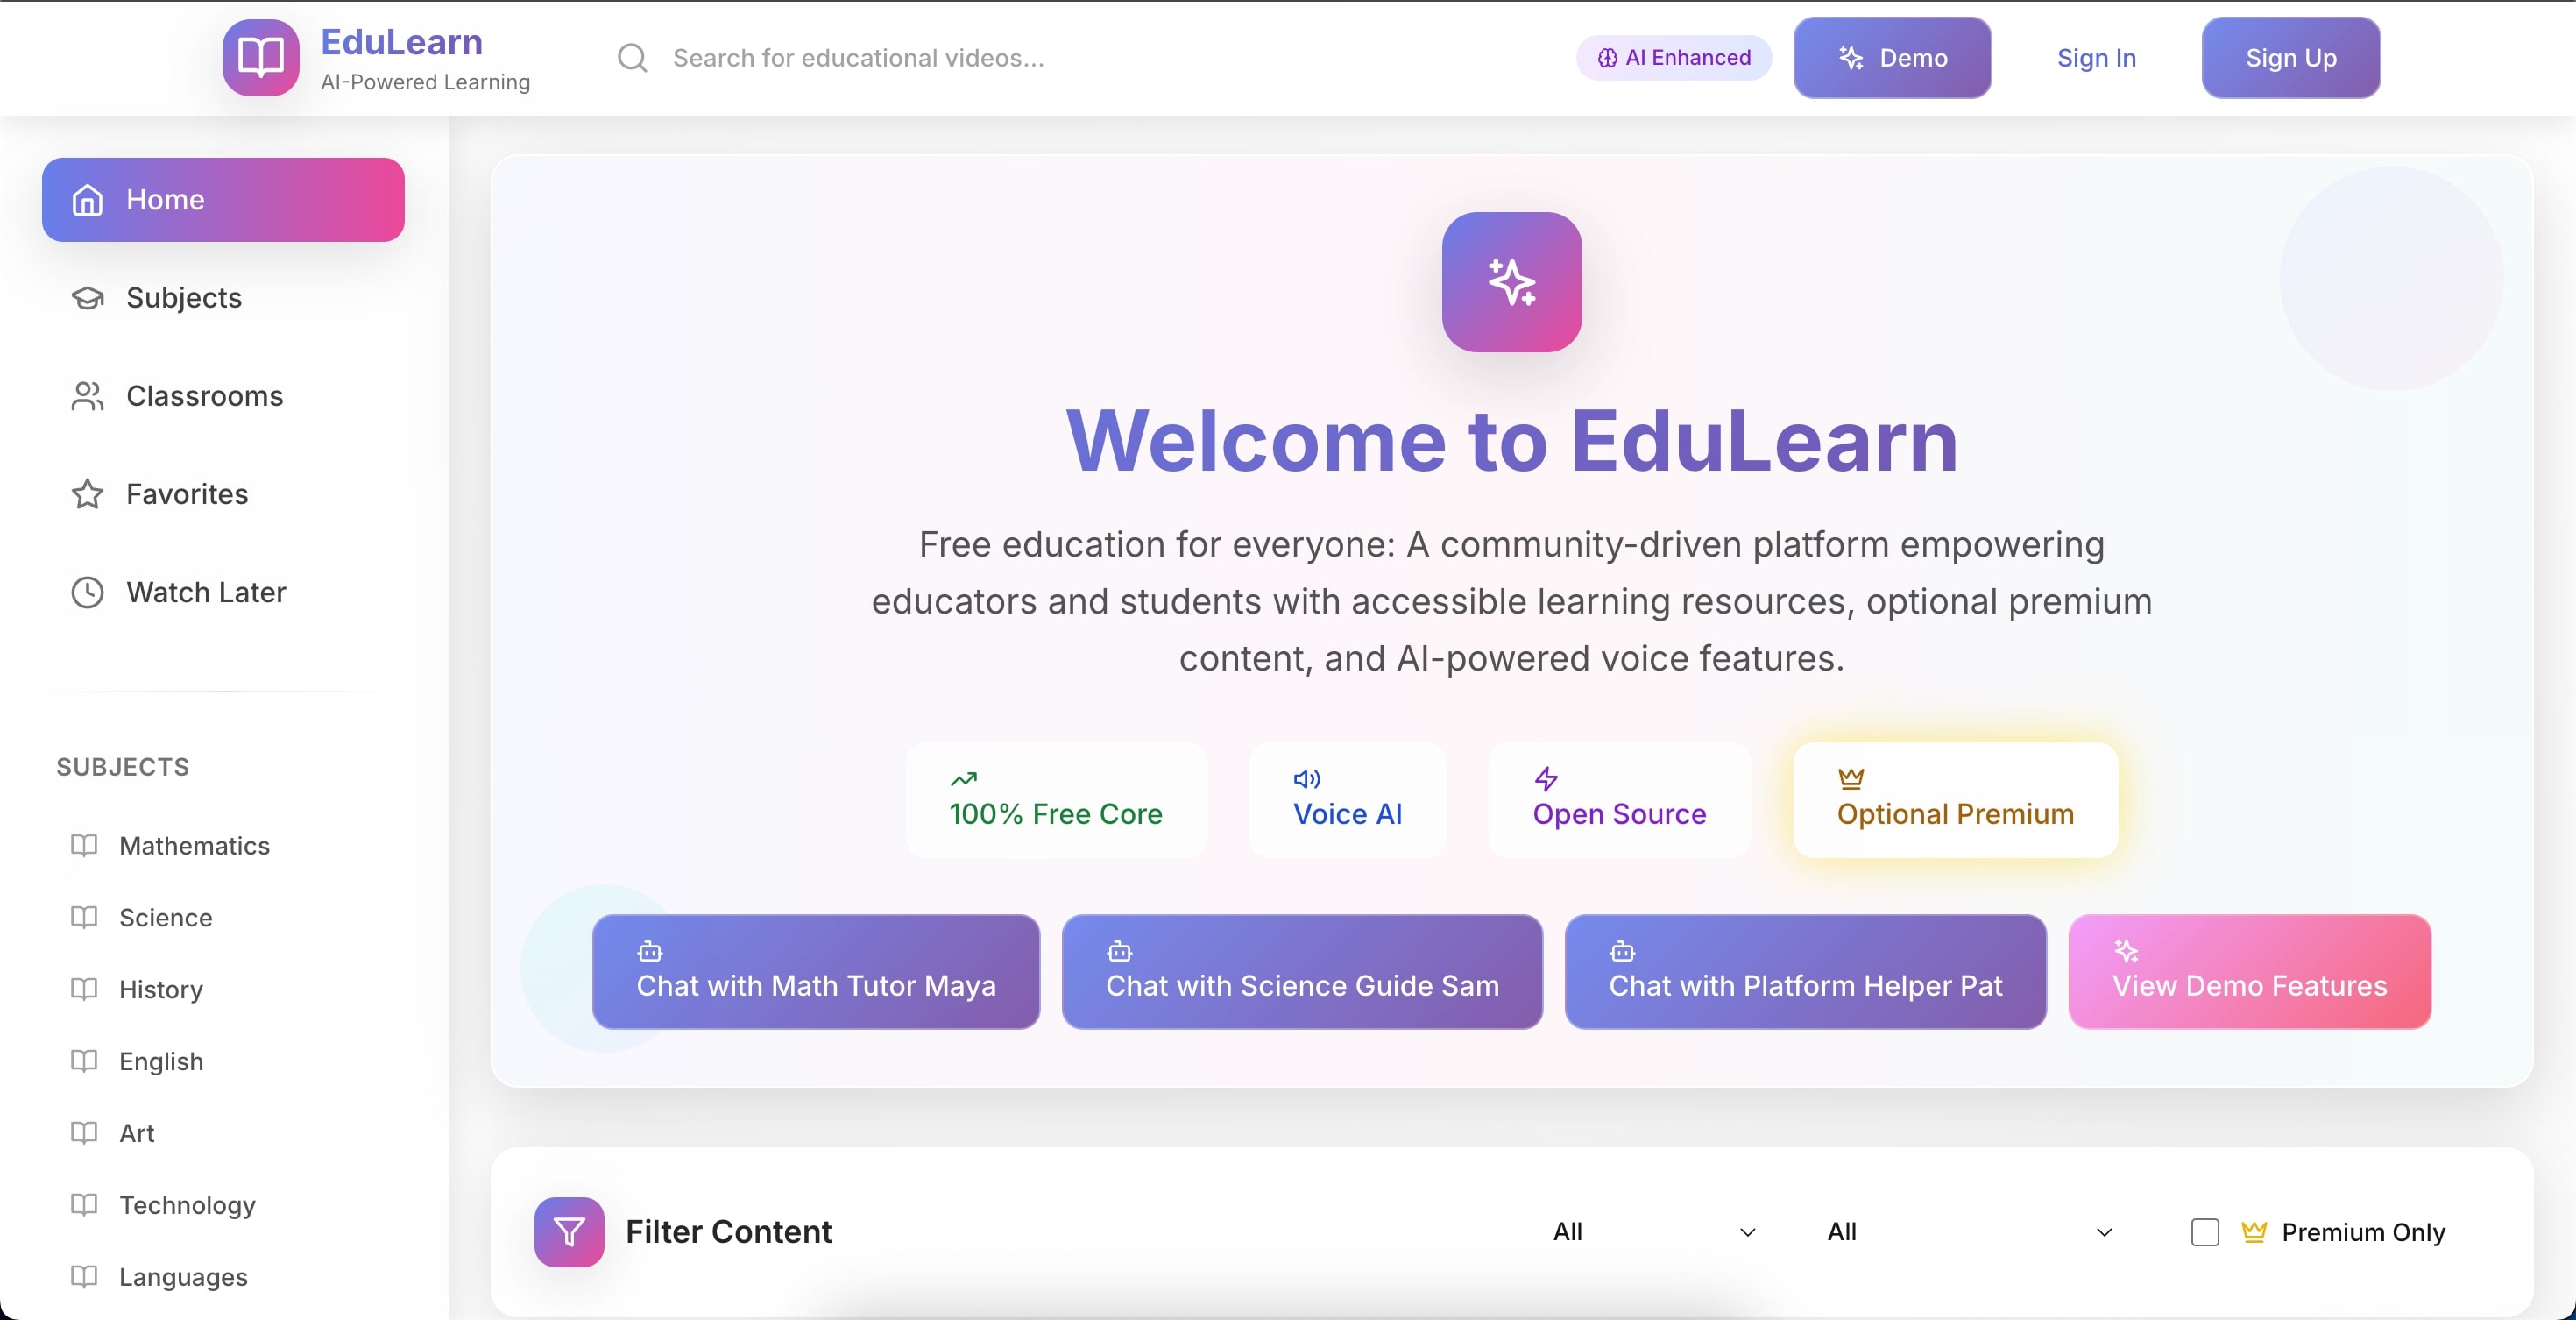 EduLearn
AI-Powered Learning
Search for educational videos...
AI Enhanced
Demo
Sign In
Sign Up
Home
Subjects
Classrooms
Favorites
Watch Later
SUBJECTS
Mathematics
Science
History
English
Art
Technology
Languages
Welcome to EduLearn
Free education for everyone: A community-driven platform empowering
educators and students with accessible learning resources, optional premium
content, and AI-powered voice features.
100% Free Core
Voice AI
Open Source
Optional Premium
Chat with Math Tutor Maya
Chat with Science Guide Sam
Chat with Platform Helper Pat
View Demo Features
Filter Content
All
All
Premium Only